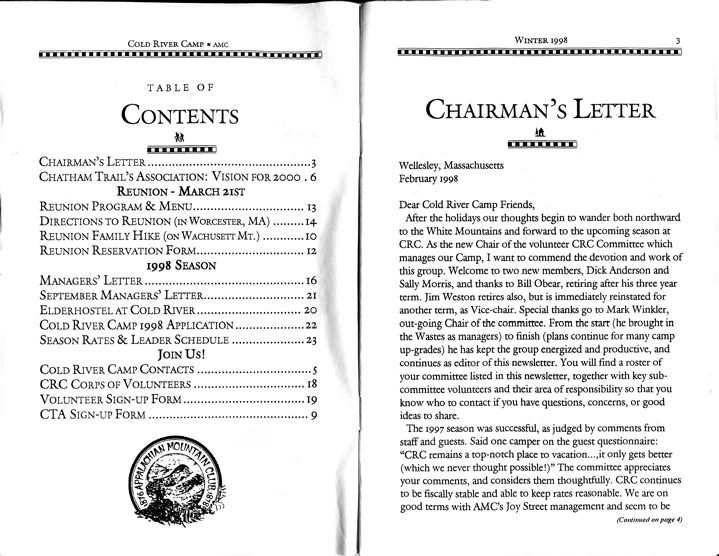 COLD RIVER CAMP ▪ AMC
TABLE OF
CONTENTS
CHAIRMAN'S LETTER ............................................3
CHATHAM TRAIL'S ASSOCIATION: VISION FOR 2000 . 6
REUNION - MARCH 21ST
REUNION PROGRAM & MENU.............................. 13
DIRECTIONS TO REUNION (IN WORCESTER, MA) ........14
REUNION FAMILY HIKE (ON WACHUSETT MT.) ...........10
REUNION RESERVATION FORM............................. 12
1998 SEASON
MANAGERS' LETTER...........................................16
SEPTEMBER MANAGERS' LETTER........................... 21
ELDERHOSTEL AT COLD RIVER............................. 20
COLD RIVER CAMP 1998 APPLICATION...................22
SEASON RATES & LEADER SCHEDULE .................... 23
JOIN US!
COLD RIVER CAMP CONTACTS ..............................5
CRC CORPS OF VOLUNTEERS .............................. 18
VOLUNTEER SIGN-UP FORM.................................19
CTA SIGN-UP FORM ........................................... 9
1876 APPALACHIAN MOUNTAIN CLUB 1876
WINTER 1998 3
CHAIRMAN'S LETTER
Wellesley, Massachusetts
February 1998
Dear Cold River Camp Friends,
After the holidays our thoughts begin to wander both northward
to the White Mountains and forward to the upcoming season at
CRC. As the new Chair of the volunteer CRC Committee which
manages our Camp, I want to commend the devotion and work of
this group. Welcome to two new members, Dick Anderson and
Sally Morris, and thanks to Bill Obear, retiring after his three year
term. Jim Weston retires also, but is immediately reinstated for
another term, as Vice-chair. Special thanks go to Mark Winkler,
out-going Chair of the committee. From the start (he brought in
the Wastes as managers) to finish (plans continue for many camp
up-grades) he has kept the group energized and productive, and
continues as editor of this newsletter. You will find a roster of
your committee listed in this newsletter, together with key sub-
committee volunteers and their area of responsibility so that you
know who to contact if you have questions, concerns, or good
ideas to share.
The 1997 season was successful, as judged by comments from
staff and guests. Said one camper on the guest questionnaire:
"CRC remains a top-notch place to vacation...,it only gets better
(which we never thought possible!)" The committee appreciates
your comments, and considers them thoughtfully. CRC continues
to be fiscally stable and able to keep rates reasonable. We are on
good terms with AMC's Joy Street management and seem to be
(Continued on page 4)